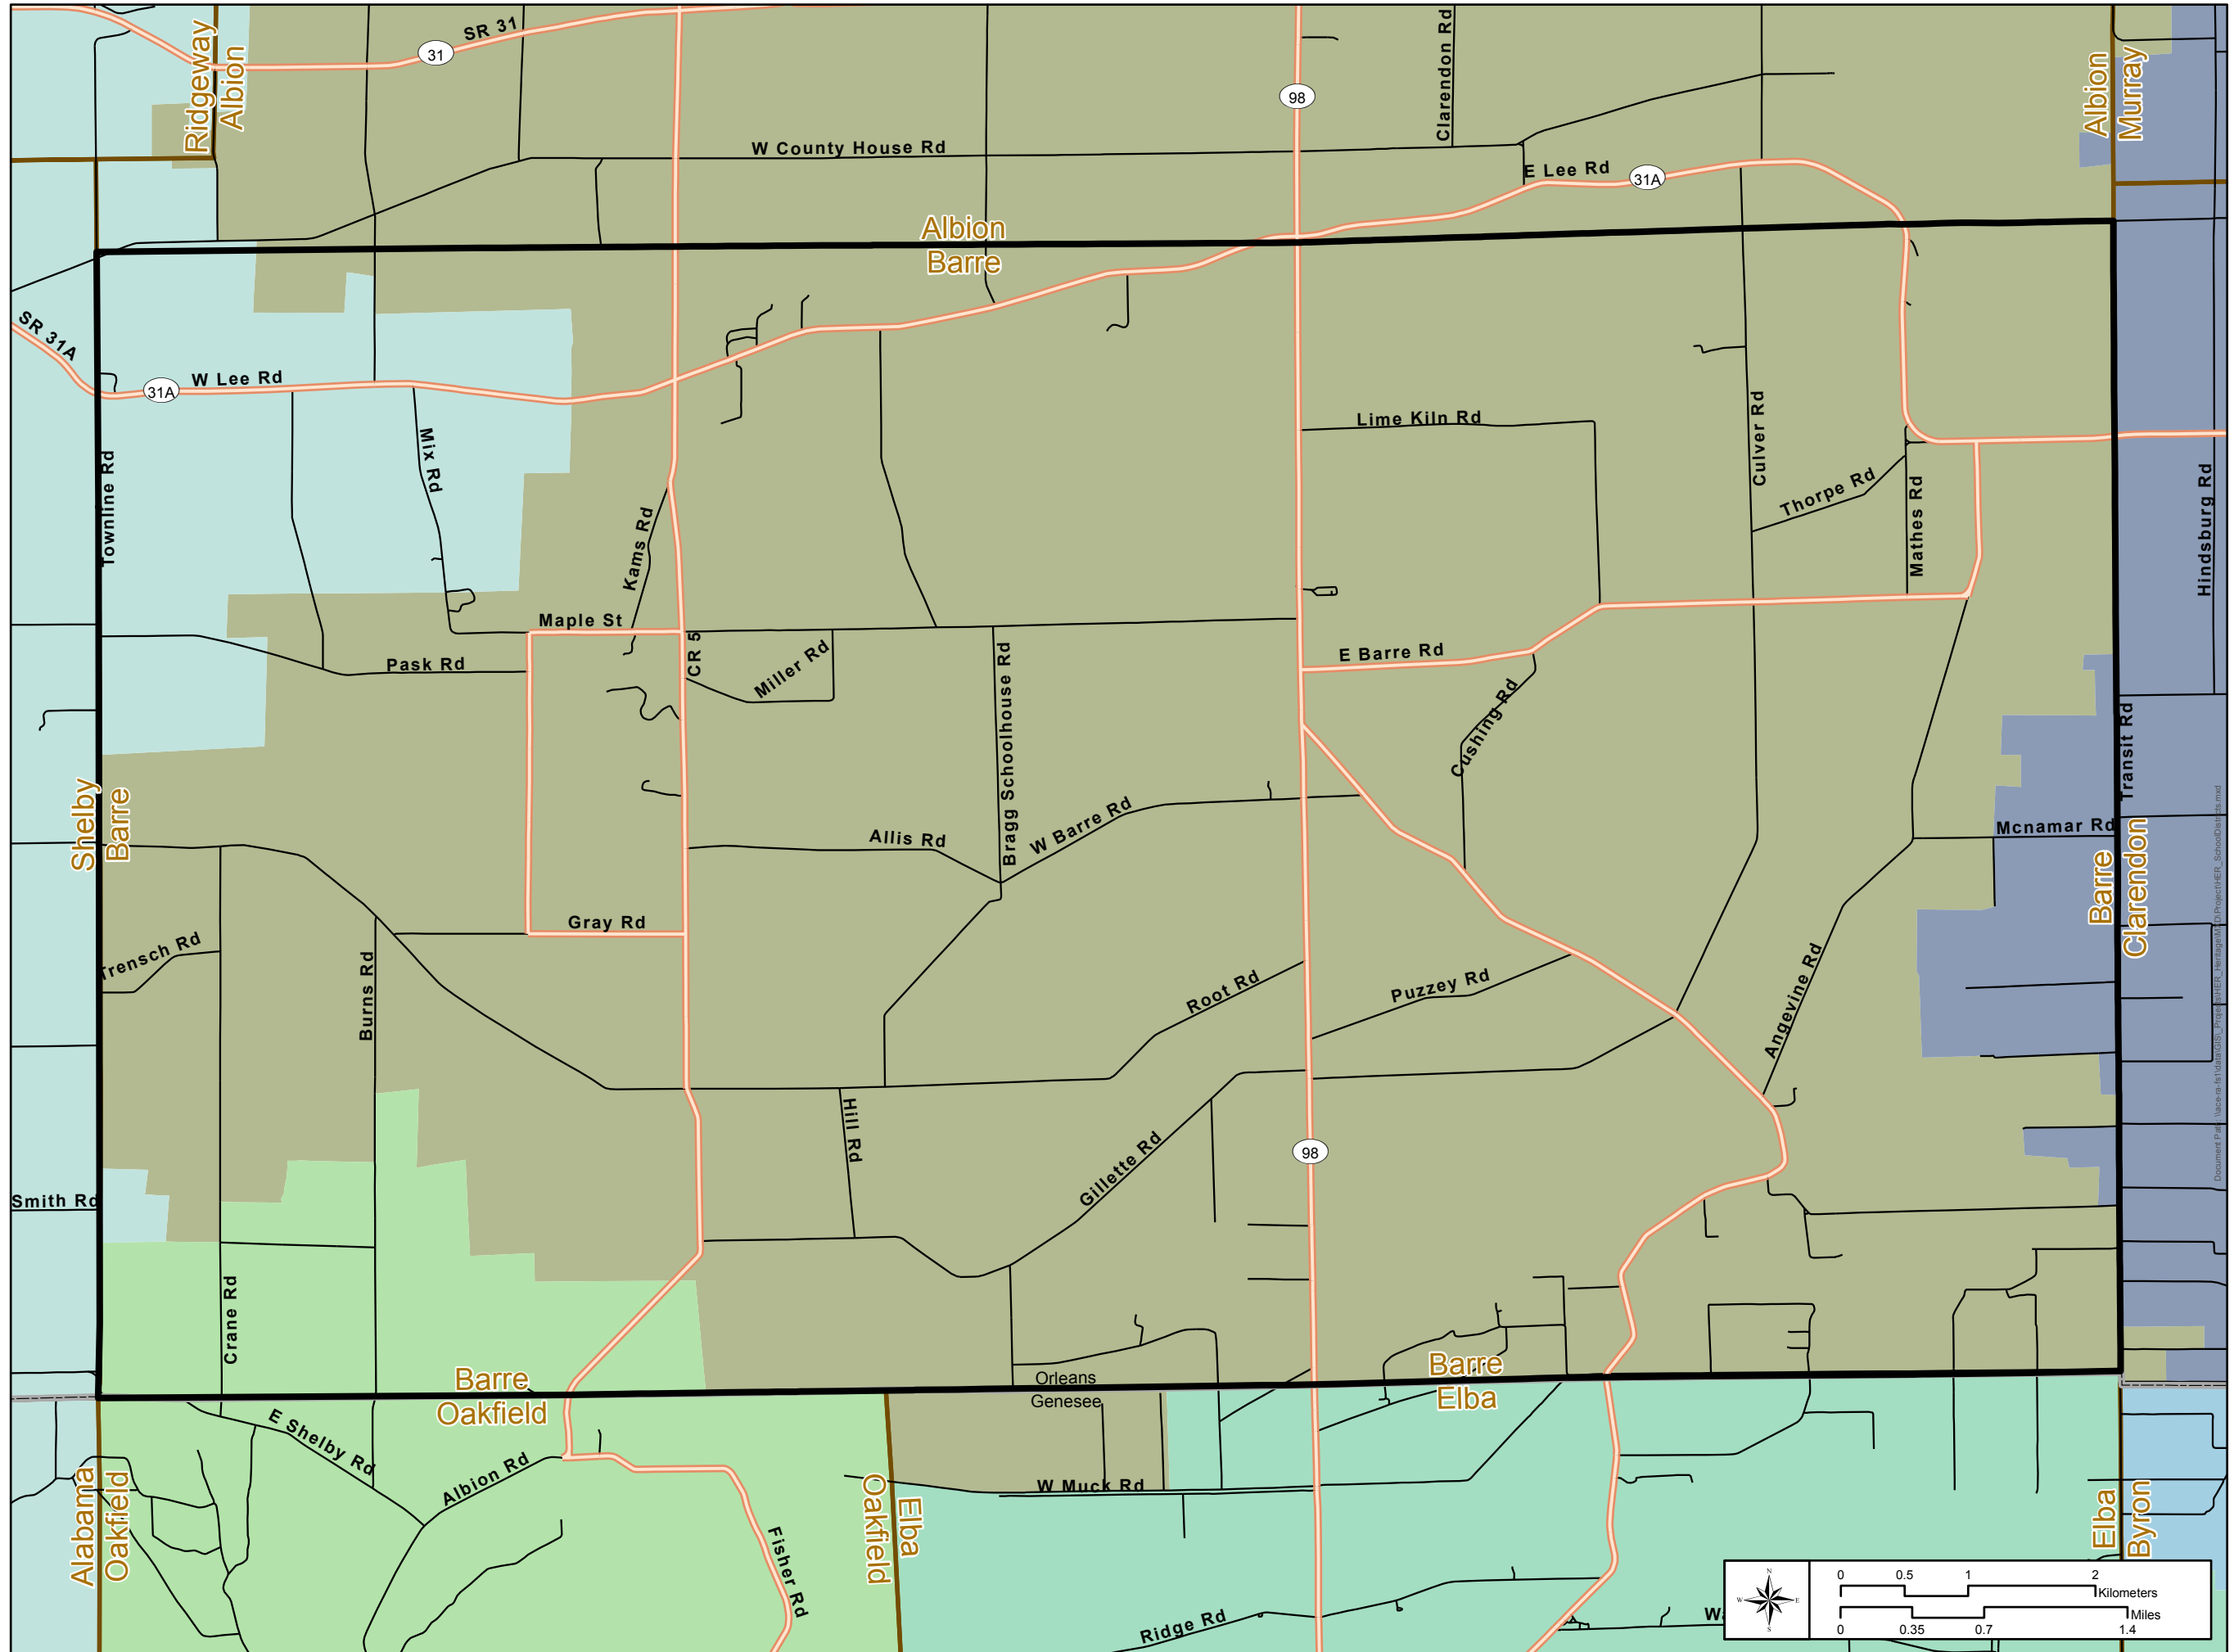 SR 31
31
Ridgeway
Albion
98
Clarendon Rd
Albion
Murray
W County House Rd
E Lee Rd
31A
Albion
Barre
SR 31A
31A
W Lee Rd
Mix Rd
Townline Rd
Kams Rd
Lime Kiln Rd
Culver Rd
Thorpe Rd
Mathes Rd
Hindsburg Rd
Maple St
CR 5
Miller Rd
Pask Rd
Bragg Schoolhouse Rd
E Barre Rd
Cushing Rd
Transit Rd
Shelby
Barre
Allis Rd
W Barre Rd
Mcnamar Rd
Barre
Clarendon
Gray Rd
Trensch Rd
Burns Rd
Root Rd
Puzzey Rd
Angevine Rd
Hill Rd
Gillette Rd
98
Smith Rd
Crane Rd
Barre
Oakfield
Orleans
Genesee
Barre
Elba
E Shelby Rd
Albion Rd
W Muck Rd
Alabama
Oakfield
Oakfield
Elba
Fisher Rd
Ridge Rd
Elba
Byron
N
W
E
S
0 0.5 1 2
Kilometers
Miles
0 0.35 0.7 1.4